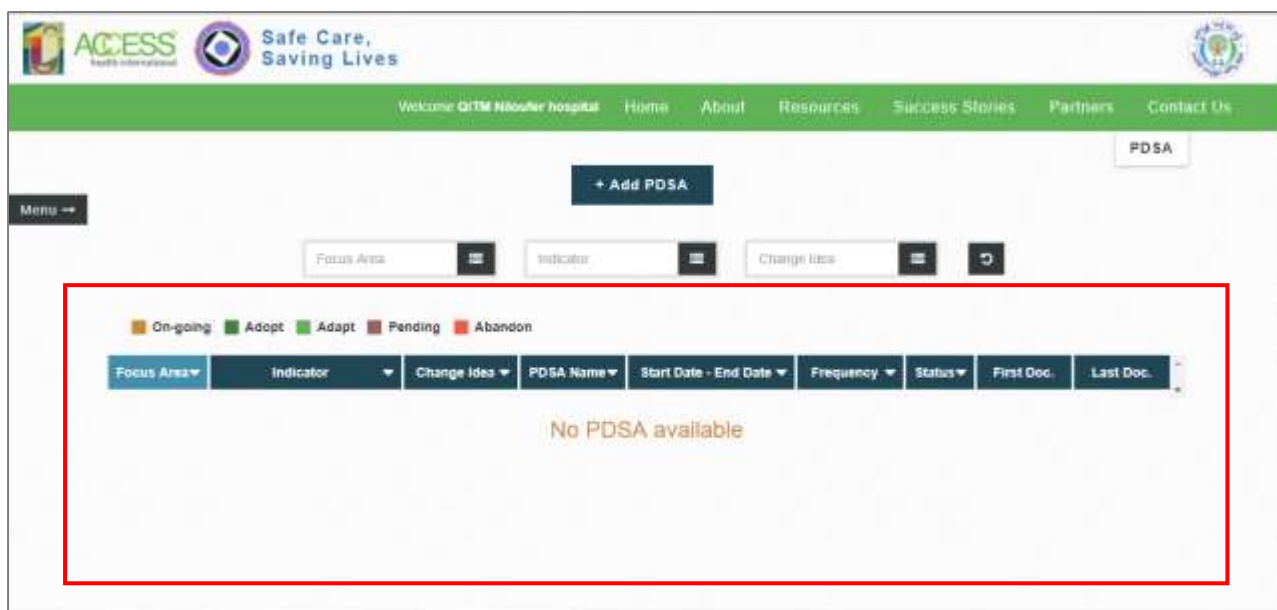 ACCESS
health international
Safe Care,
Saving Lives
Welcome QITM Niloufer hospital Home About Resources Success Stories Partners Contact Us
PDSA
+ Add PDSA
Menu →
Focus Area Indicator Change Idea
On-going Adopt Adapt Pending Abandon
Focus Area Indicator Change Idea PDSA Name Start Date - End Date Frequency Status First Doc. Last Doc.
No PDSA available